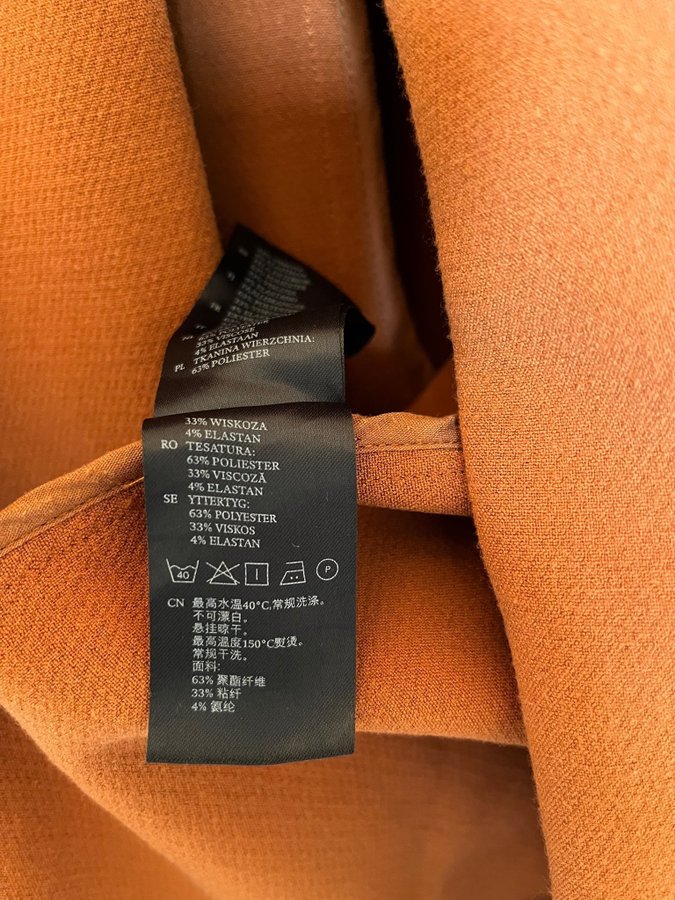 33% VISCOSE
4% ELASTAAN
PL TKANINA WIERZCHNIA:
63% POLIESTER
33% WISKOZA
4% ELASTAN
RO TESATURA:
63% POLIESTER
33% VISCOZĂ
4% ELASTAN
SE YTTERTYG:
63% POLYESTER
33% VISKOS
4% ELASTAN
40 P
CN 最高水温40°C,常规洗涤。
不可漂白。
悬挂晾干。
最高温度150°C熨烫。
常规干洗。
面料:
63% 聚酯纤维
33% 粘纤
4% 氨纶